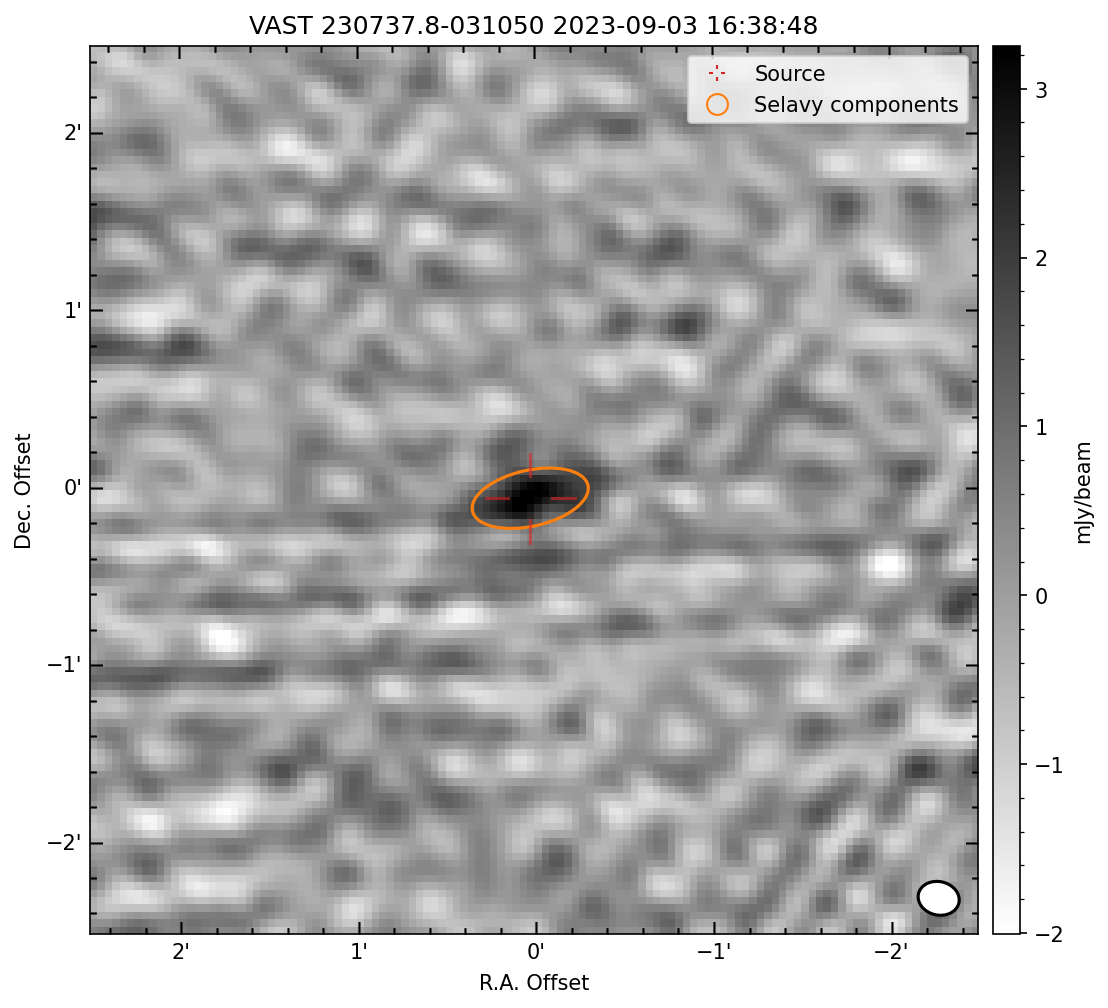 VAST 230737.8-031050 2023-09-03 16:38:48
Source
Selavy components
2'
1'
0'
−1'
−2'
Dec. Offset
2'
1'
0'
−1'
−2'
R.A. Offset
3
2
1
0
−1
−2
mJy/beam